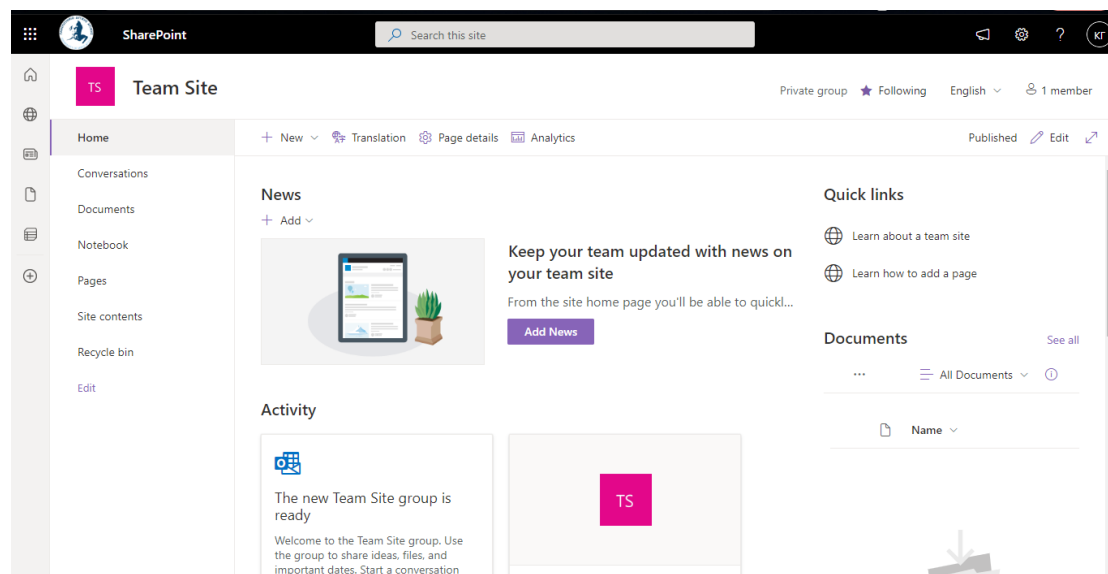 SharePoint
Search this site
?
КГ
TS
Team Site
Private group
Following
English
1 member
Home
Conversations
Documents
Notebook
Pages
Site contents
Recycle bin
Edit
+ New
Translation
Page details
Analytics
Published
Edit
News
+ Add
Keep your team updated with news on
your team site
From the site home page you'll be able to quickl...
Add News
Activity
The new Team Site group is
ready
Welcome to the Team Site group. Use
the group to share ideas, files, and
important dates. Start a conversation
TS
Quick links
Learn about a team site
Learn how to add a page
Documents
See all
...
All Documents
Name